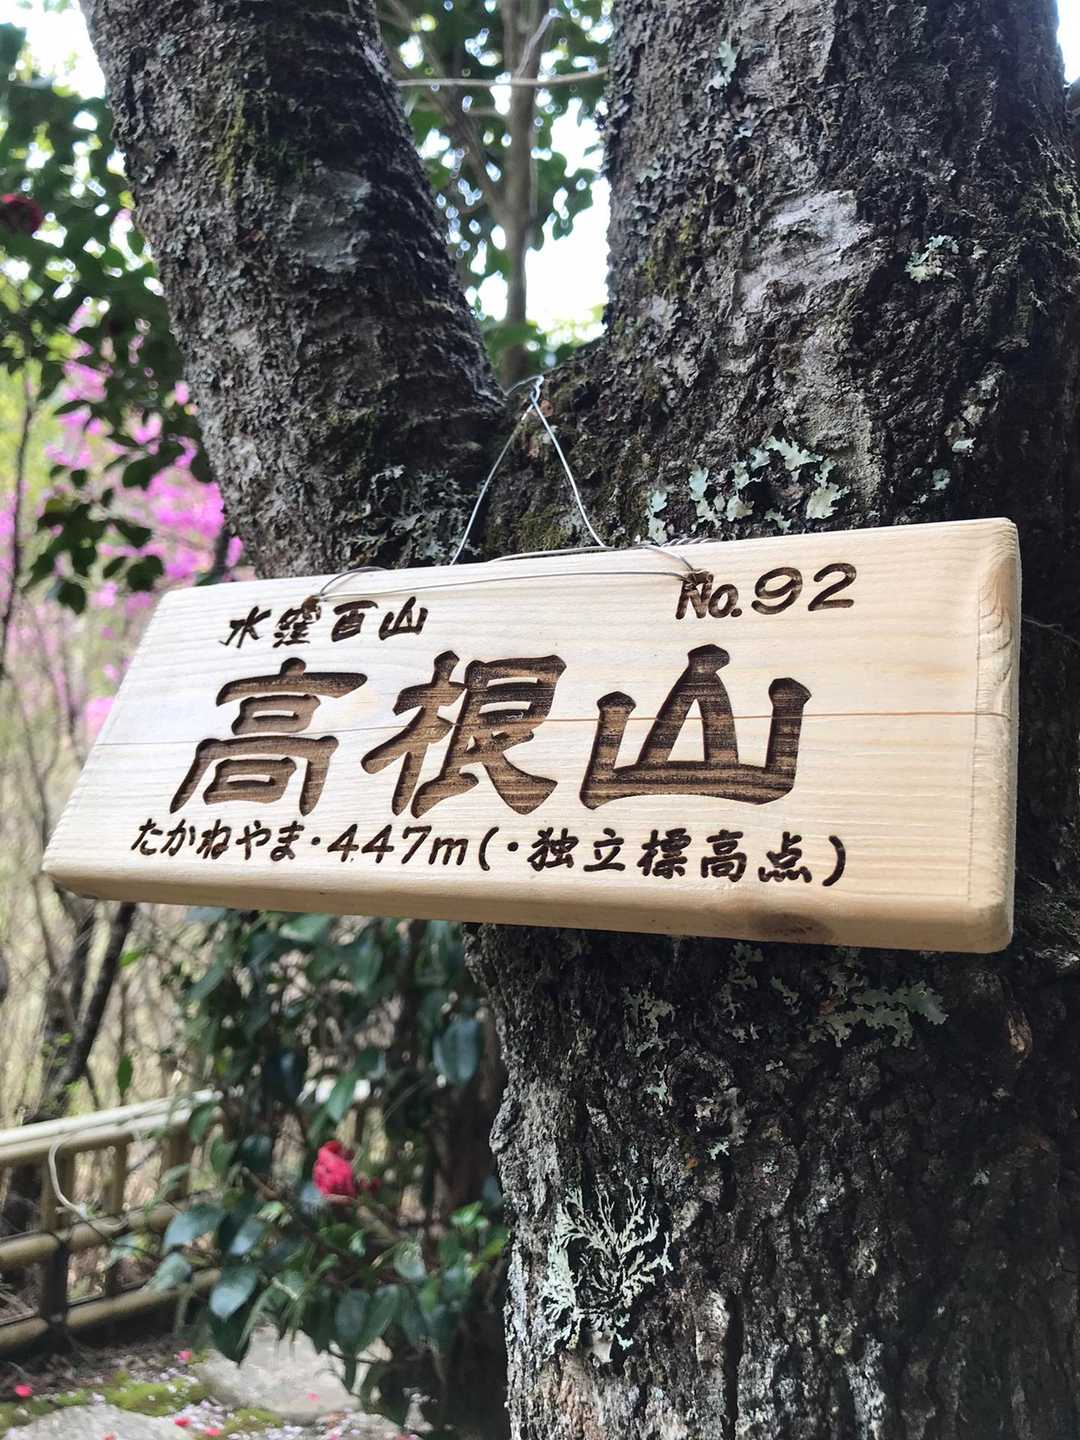 水窪百山 No.92
高根山
たかねやま・447m(・独立標高点)